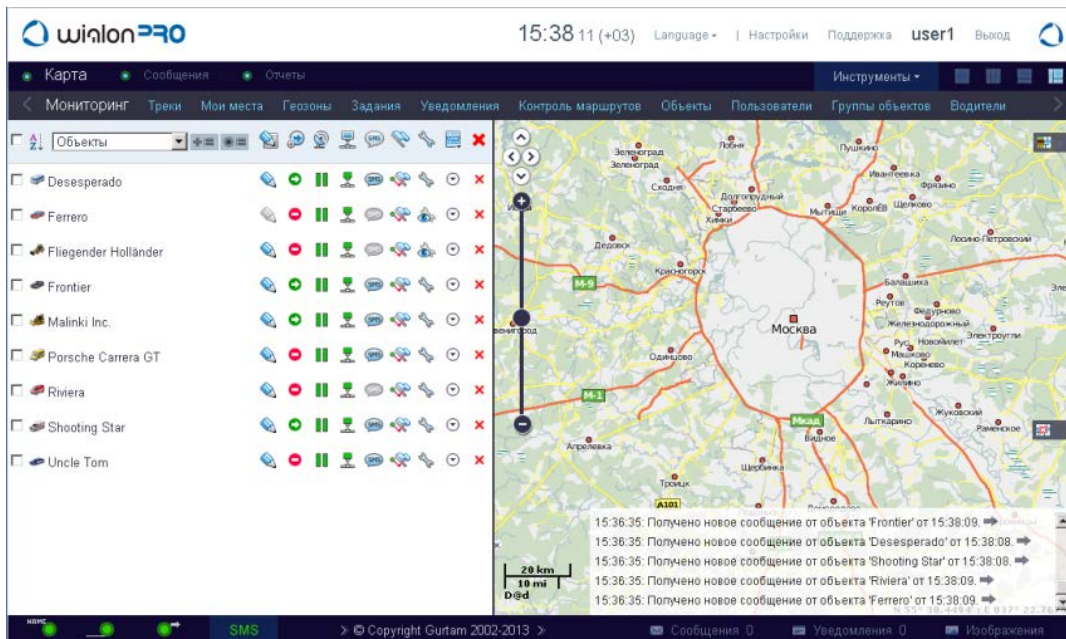 wialon PRO
15:38 11 (+03) Language | Настройки Поддержка user1 Выход
Карта Сообщения Отчеты Инструменты
Мониторинг Треки Мои места Геозоны Задания Уведомления Контроль маршрутов Объекты Пользователи Группы объектов Водители
Объекты
Desesperado
Ferrero
Fliegender Holländer
Frontier
Malinki Inc.
Porsche Carrera GT
Riviera
Shooting Star
Uncle Tom
Лобня
Пушкино
Зеленоград
Зеленоград
Ивантеевка
Фрязино
Сходня
Долгопрудный
Старбеево
Химки
Мытищи
Королёв
Щелково
Дедовск
Лосино-Петровский
Красногорск
М-9
Балашиха
Реутов
Федурново
Железнодорожный
Электроугли
Москва
Рус
Новомилет
Машково
Коренево
Одинцово
Жилино
М-1
Мкад
Лыткарино
Жуковский
Раменское
Видное
Апрелевка
Щербинка
Троицк
A101
15:36:35: Получено новое сообщение от объекта 'Frontier' от 15:38:09.
15:36:35: Получено новое сообщение от объекта 'Desesperado' от 15:38:08.
15:36:35: Получено новое сообщение от объекта 'Shooting Star' от 15:38:08.
15:36:35: Получено новое сообщение от объекта 'Riviera' от 15:38:09.
15:36:35: Получено новое сообщение от объекта 'Ferrero' от 15:38:09.
20 km
10 mi
D@d
NAME SMS > © Copyright Gurtam 2002-2013 > Сообщения 0 Уведомления 0 Изображения